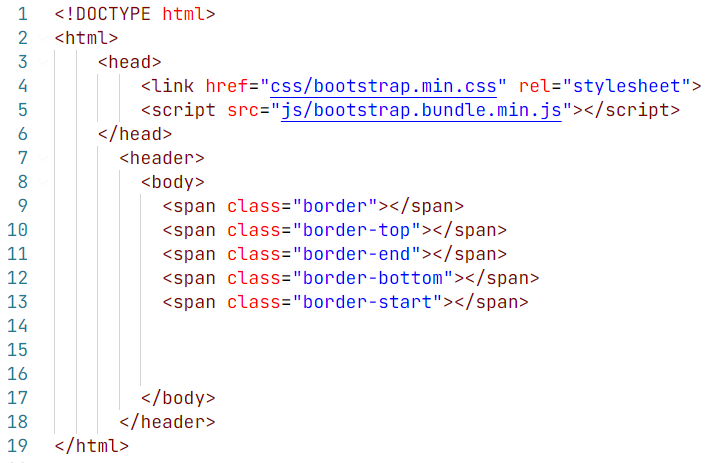 1 <!DOCTYPE html>
2 <html>
3 <head>
4 <link href="css/bootstrap.min.css" rel="stylesheet">
5 <script src="js/bootstrap.bundle.min.js"></script>
6 </head>
7 <header>
8 <body>
9 <span class="border"></span>
10 <span class="border-top"></span>
11 <span class="border-end"></span>
12 <span class="border-bottom"></span>
13 <span class="border-start"></span>
14
15
16
17 </body>
18 </header>
19 </html>